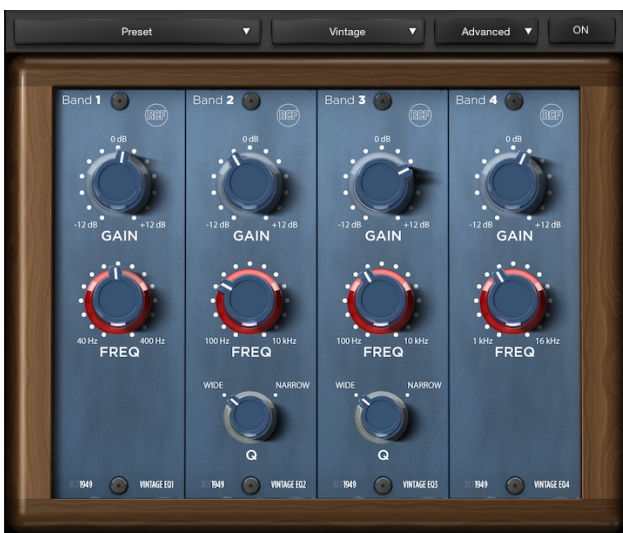 Preset
Vintage
Advanced
ON
Band 1
RCF
0 dB
-12 dB +12 dB
GAIN
40 Hz 400 Hz
FREQ
1949 VINTAGE EQ1
Band 2
RCF
0 dB
-12 dB +12 dB
GAIN
100 Hz 10 kHz
FREQ
WIDE NARROW
Q
1949 VINTAGE EQ2
Band 3
RCF
0 dB
-12 dB +12 dB
GAIN
100 Hz 10 kHz
FREQ
WIDE NARROW
Q
1949 VINTAGE EQ3
Band 4
RCF
0 dB
-12 dB +12 dB
GAIN
1 kHz 16 kHz
FREQ
1949 VINTAGE EQ4